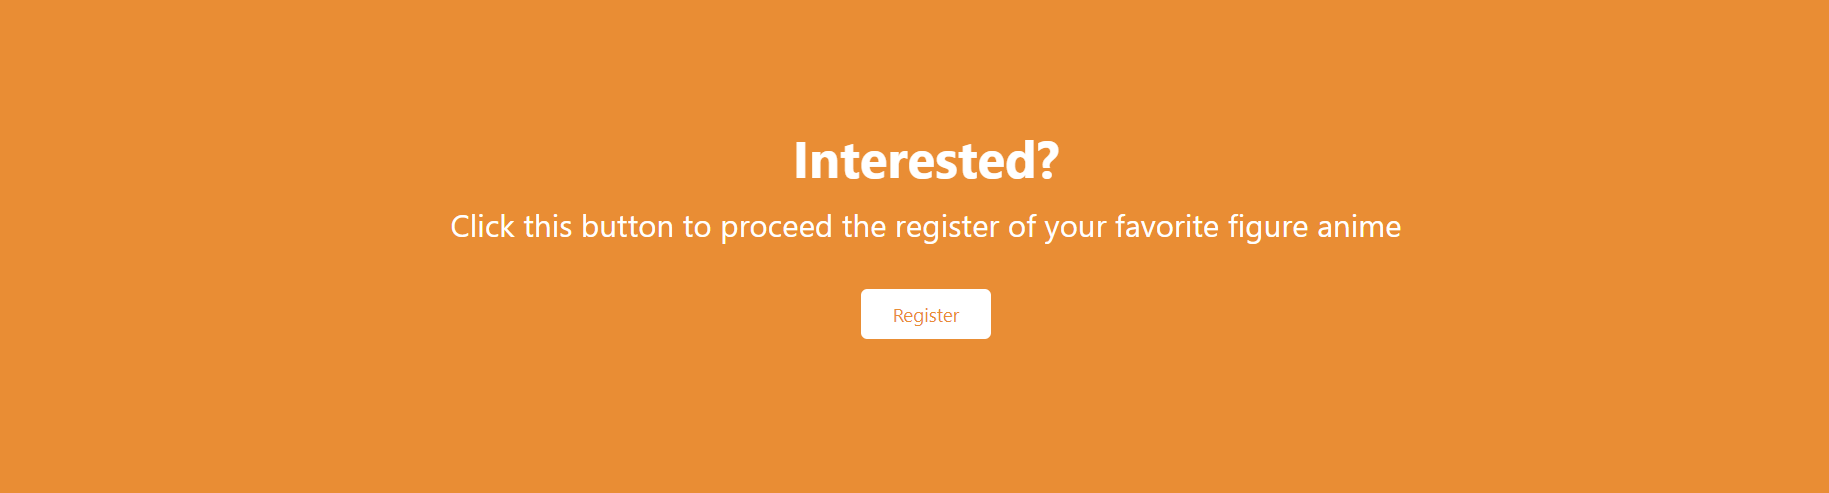 Interested?
Click this button to proceed the register of your favorite figure anime
Register